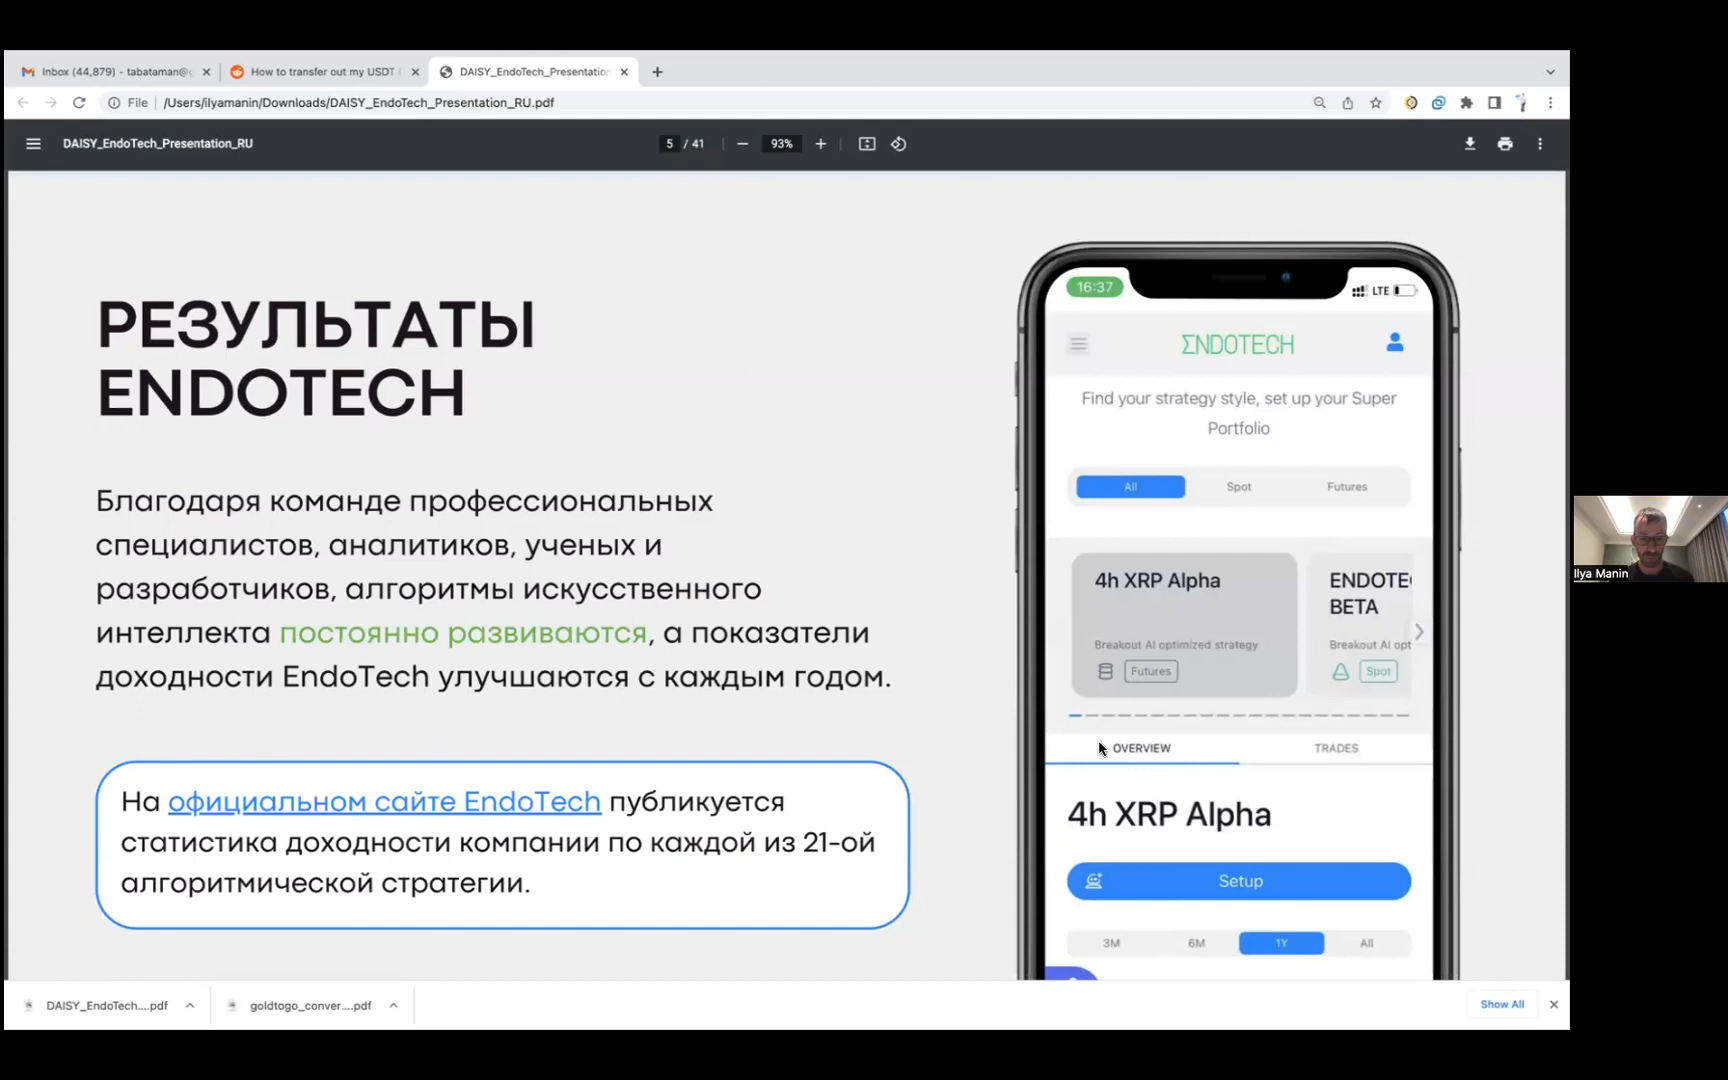 Inbox (44,879) - tabataman@
How to transfer out my USDT
DAISY_EndoTech_Presentation
File
/Users/ilyamanin/Downloads/DAISY_EndoTech_Presentation_RU.pdf
DAISY_EndoTech_Presentation_RU
5 / 41
93%
РЕЗУЛЬТАТЫ
ENDOTECH
Благодаря команде профессиональных
специалистов, аналитиков, ученых и
разработчиков, алгоритмы искусственного
интеллекта постоянно развиваются, а показатели
доходности EndoTech улучшаются с каждым годом.
На официальном сайте EndoTech публикуется
статистика доходности компании по каждой из 21-ой
алгоритмической стратегии.
16:37
LTE
ΣNDOTECH
Find your strategy style, set up your Super
Portfolio
All
Spot
Futures
4h XRP Alpha
Breakout AI optimized strategy
Futures
ENDOTE
BETA
Breakout AI opt
Spot
OVERVIEW
TRADES
4h XRP Alpha
Setup
3M
6M
1Y
All
Ilya Manin
DAISY_EndoTech....pdf
goldtogo_conver....pdf
Show All